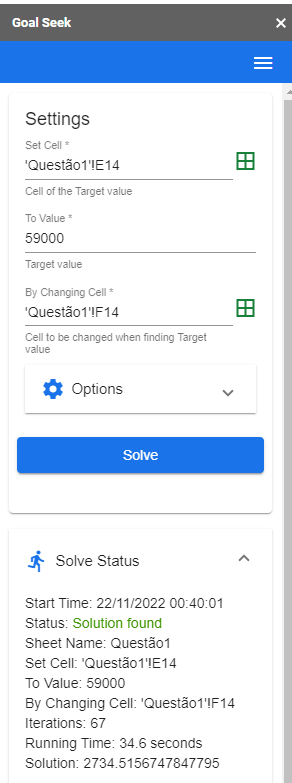 Goal Seek
Settings
Set Cell *
'Questão1'!E14
Cell of the Target value
To Value *
59000
Target value
By Changing Cell *
'Questão1'!F14
Cell to be changed when finding Target
value
Options
Solve
Solve Status
Start Time: 22/11/2022 00:40:01
Status: Solution found
Sheet Name: Questão1
Set Cell: 'Questão1'!E14
To Value: 59000
By Changing Cell: 'Questão1'!F14
Iterations: 67
Running Time: 34.6 seconds
Solution: 2734.5156747847795